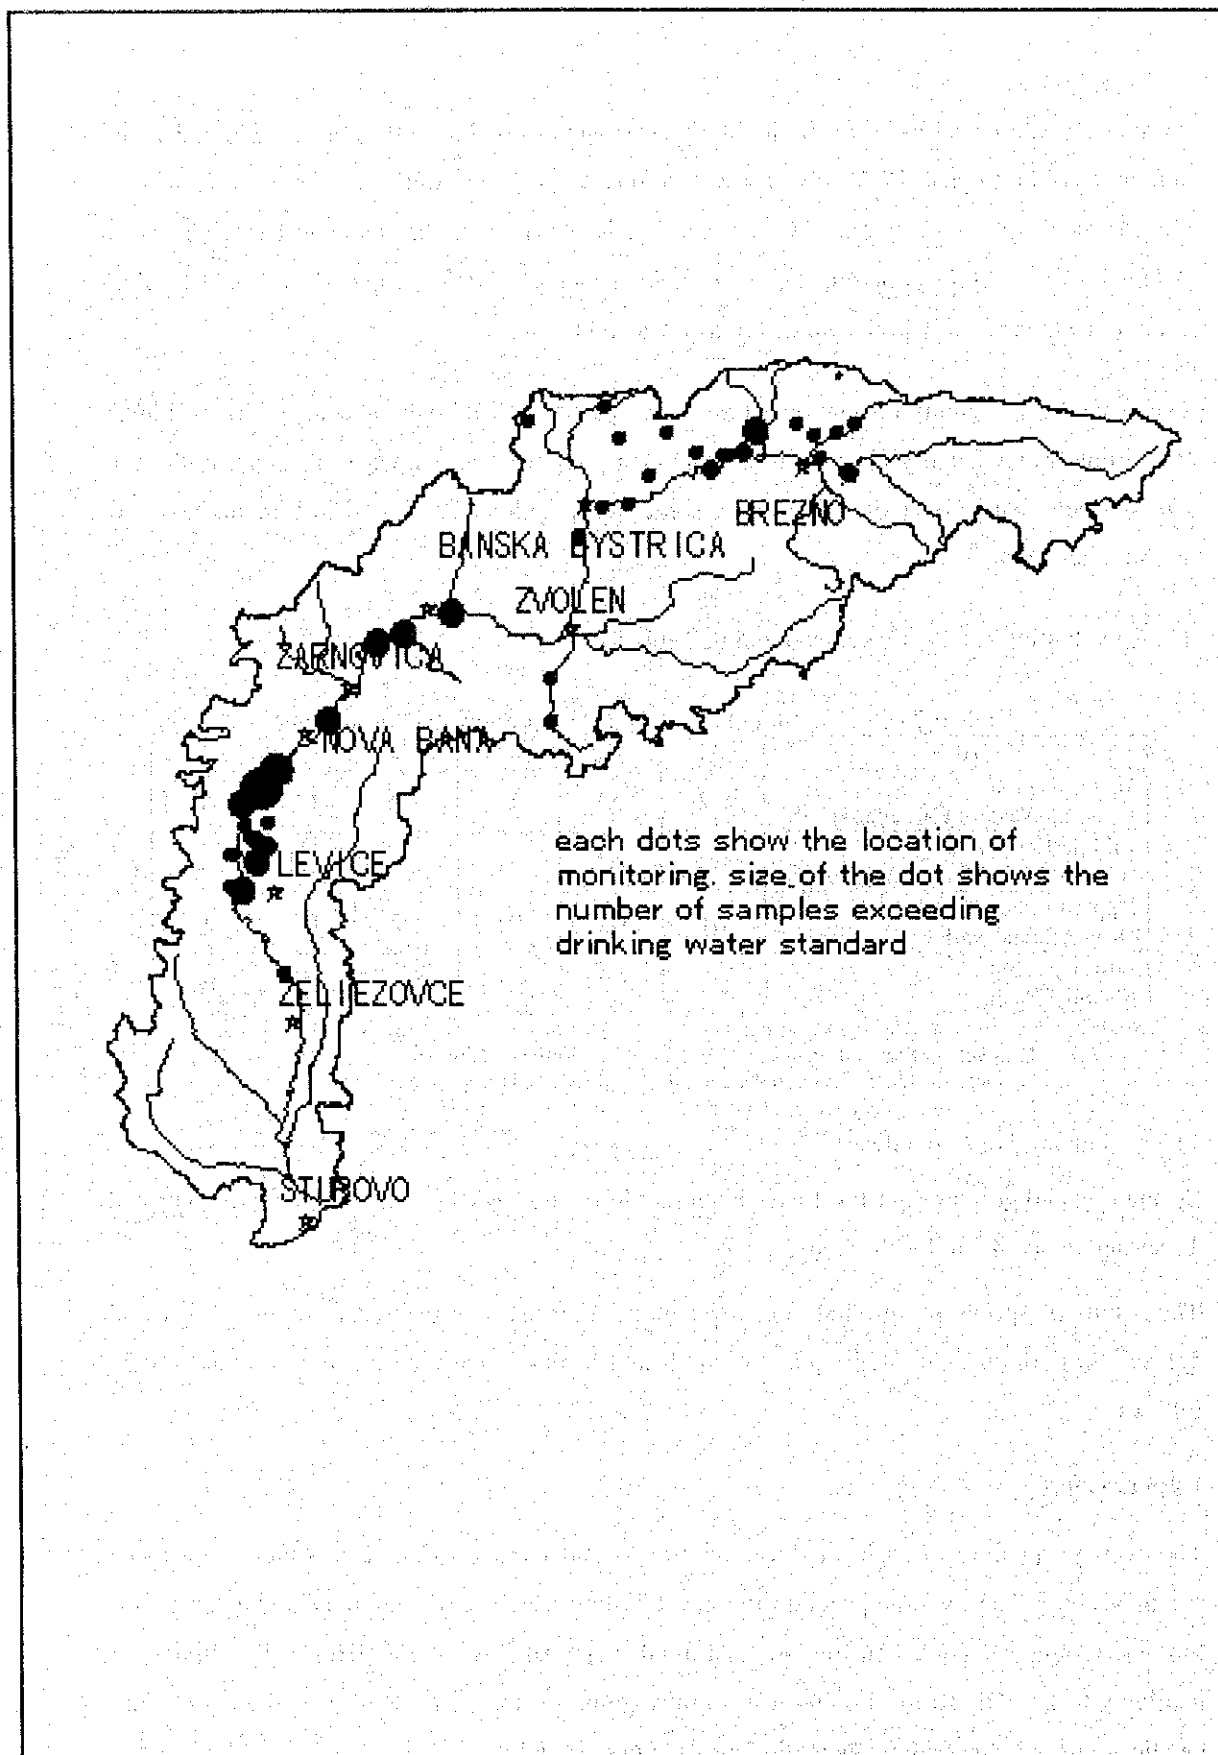 BREZNO
BANSKA BYSTRICA
ZVOLEN
ZARNOVICA
NOVA BANA
each dots show the location of
monitoring. size of the dot shows the
number of samples exceeding
drinking water standard
LEVICE
ZELIEZOVCE
STUROVO